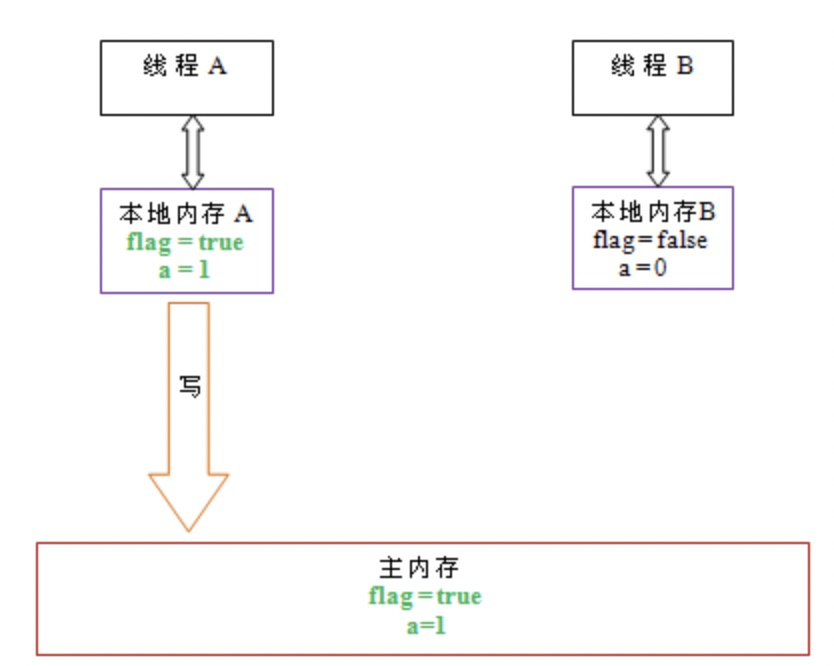 线程 A
线程 B
本地内存 A
flag = true
a = 1
本地内存B
flag=false
a=0
写
主内存
flag=true
a=1